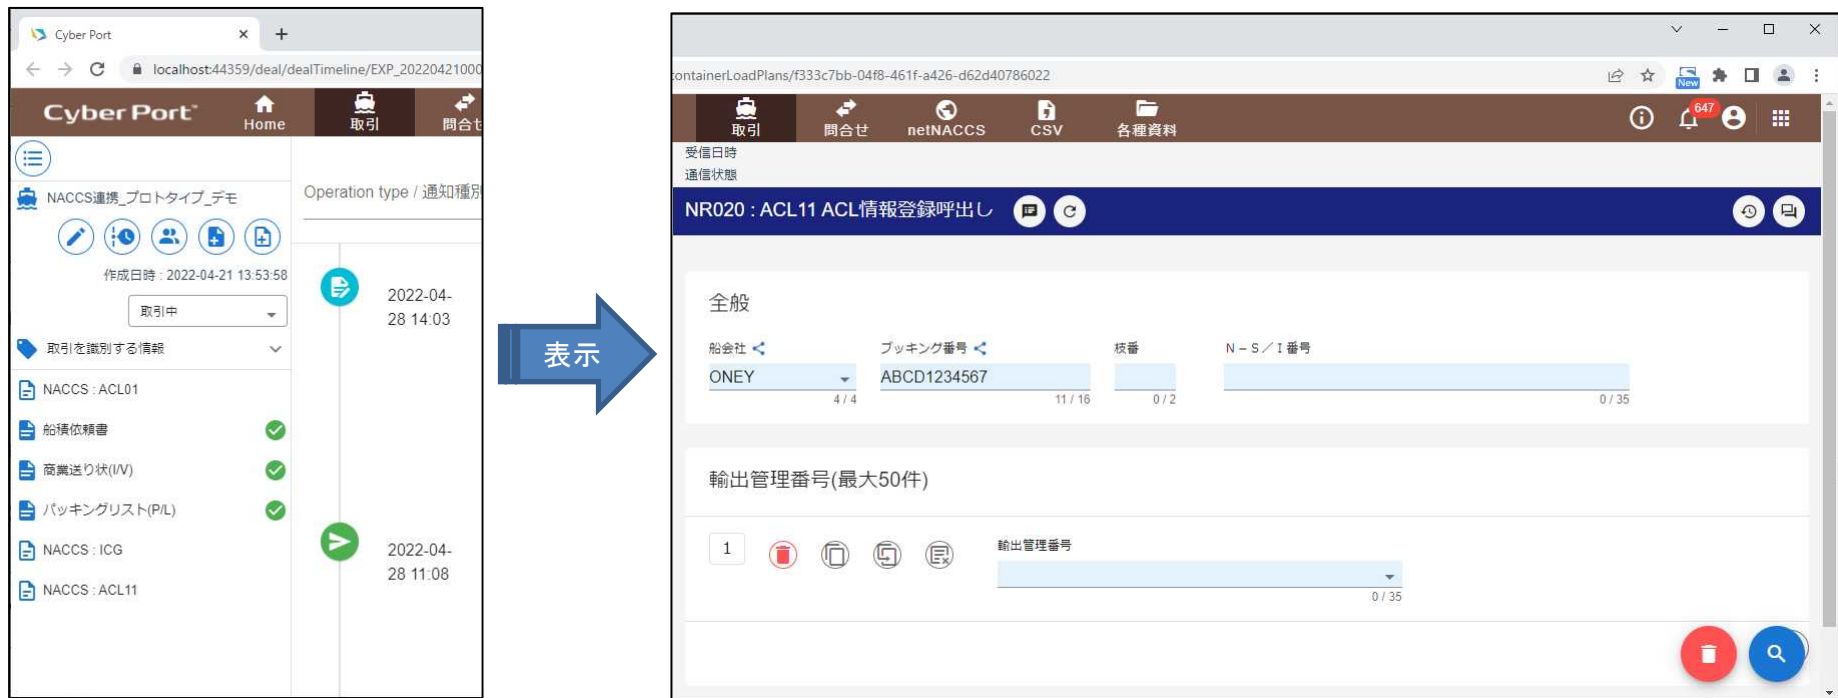 Cyber Port
localhost:44359/deal/dealTimeline/EXP_20220421000
Cyber Port
Home
取引
問合せ
NACCS連携_プロトタイプ_デモ
作成日時 : 2022-04-21 13:53:58
取引中
取引を識別する情報
NACCS : ACL01
船積依頼書
商業送り状(I/V)
パッキングリスト(P/L)
NACCS : ICG
NACCS : ACL11
Operation type / 通知種別
2022-04-
28 14:03
2022-04-
28 11:08
表示
containerLoadPlans/f333c7bb-04f8-461f-a426-d62d40786022
New
取引
問合せ
netNACCS
CSV
各種資料
647
受信日時
通信状態
NR020 : ACL11 ACL情報登録呼出し
全般
船会社
ブッキング番号
枝番
N－S／I 番号
ONEY
ABCD1234567
4 / 4
11 / 16
0 / 2
0 / 35
輸出管理番号(最大50件)
1
輸出管理番号
0 / 35